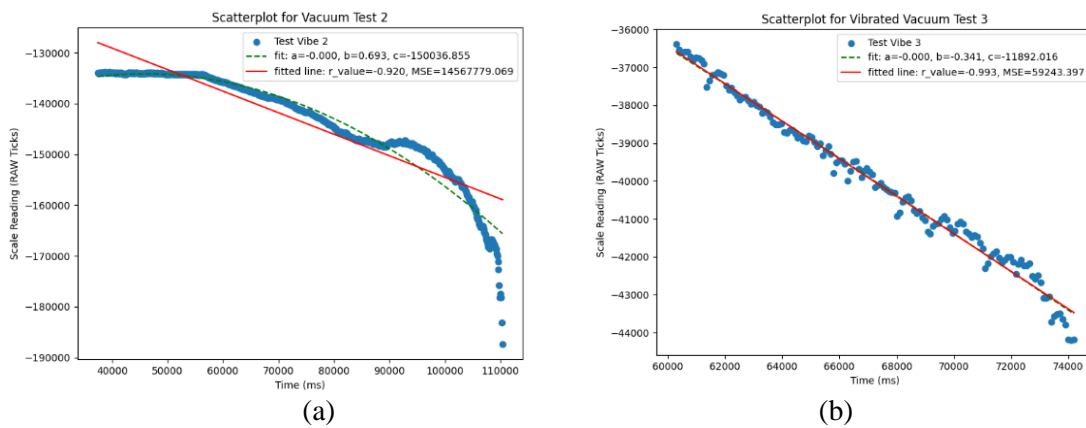 Scatterplot for Vacuum Test 2
Test Vibe 2
fit: a=-0.000, b=0.693, c=-150036.855
fitted line: r_value=-0.920, MSE=14567779.069
−130000
−140000
−150000
−160000
−170000
−180000
−190000
Scale Reading (RAW Ticks)
40000 50000 60000 70000 80000 90000 100000 110000
Time (ms)
(a)
Scatterplot for Vibrated Vacuum Test 3
Test Vibe 3
fit: a=-0.000, b=-0.341, c=-11892.016
fitted line: r_value=-0.993, MSE=59243.397
−36000
−37000
−38000
−39000
−40000
−41000
−42000
−43000
−44000
Scale Reading (RAW Ticks)
60000 62000 64000 66000 68000 70000 72000 74000
Time (ms)
(b)